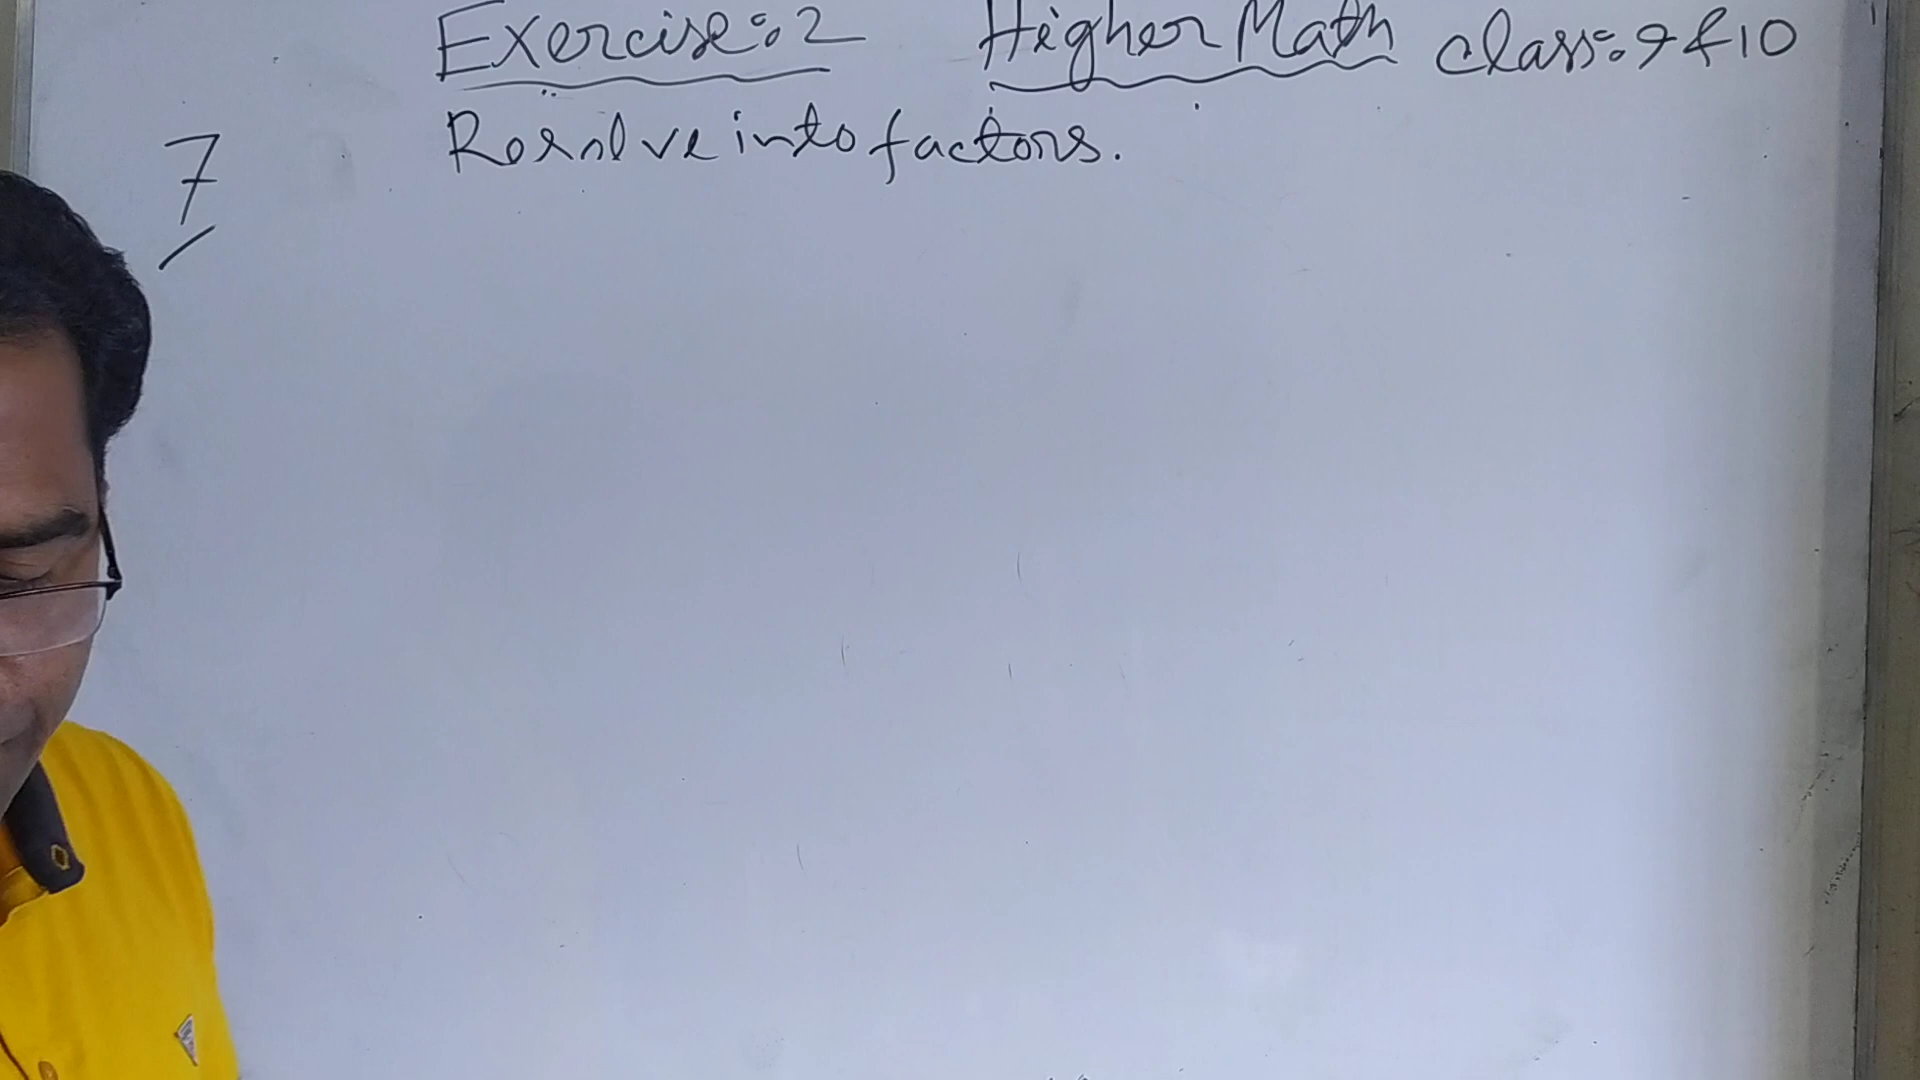 Exercise: 2 Higher Math class: 9 & 10
7 Resolve into factors.